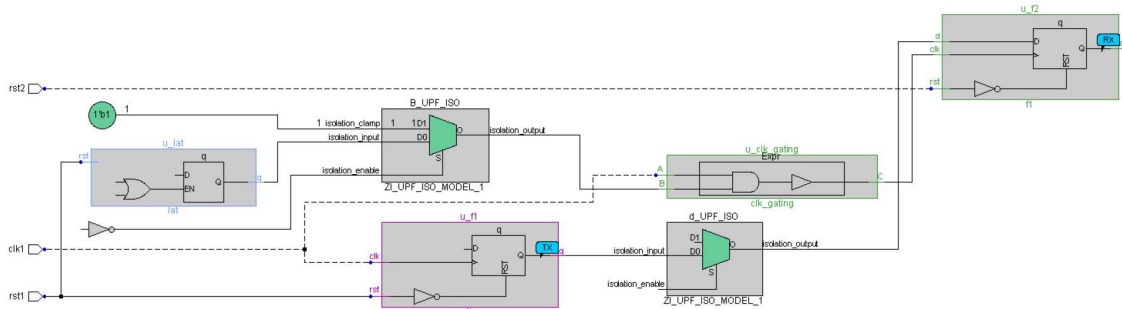 u_f2
q
d
D
Q
RX
clk
rst2
RST
rst
f1
1'b1
1
B_UPF_ISO
1 isolation_clamp 1 1D1
O
isolation_output
isolation_input
D0
S
isolation_enable
ZI_UPF_ISO_MODEL_1
u_lat
rst
q
D
Q
q
EN
lat
u_clk_gating
Expr
A
B
C
clk_gating
clk1
u_f1
q
D
Q
TX
q
clk
RST
rst
rst1
d_UPF_ISO
D1
O
isolation_output
isolation_input
D0
S
isolation_enable
ZI_UPF_ISO_MODEL_1